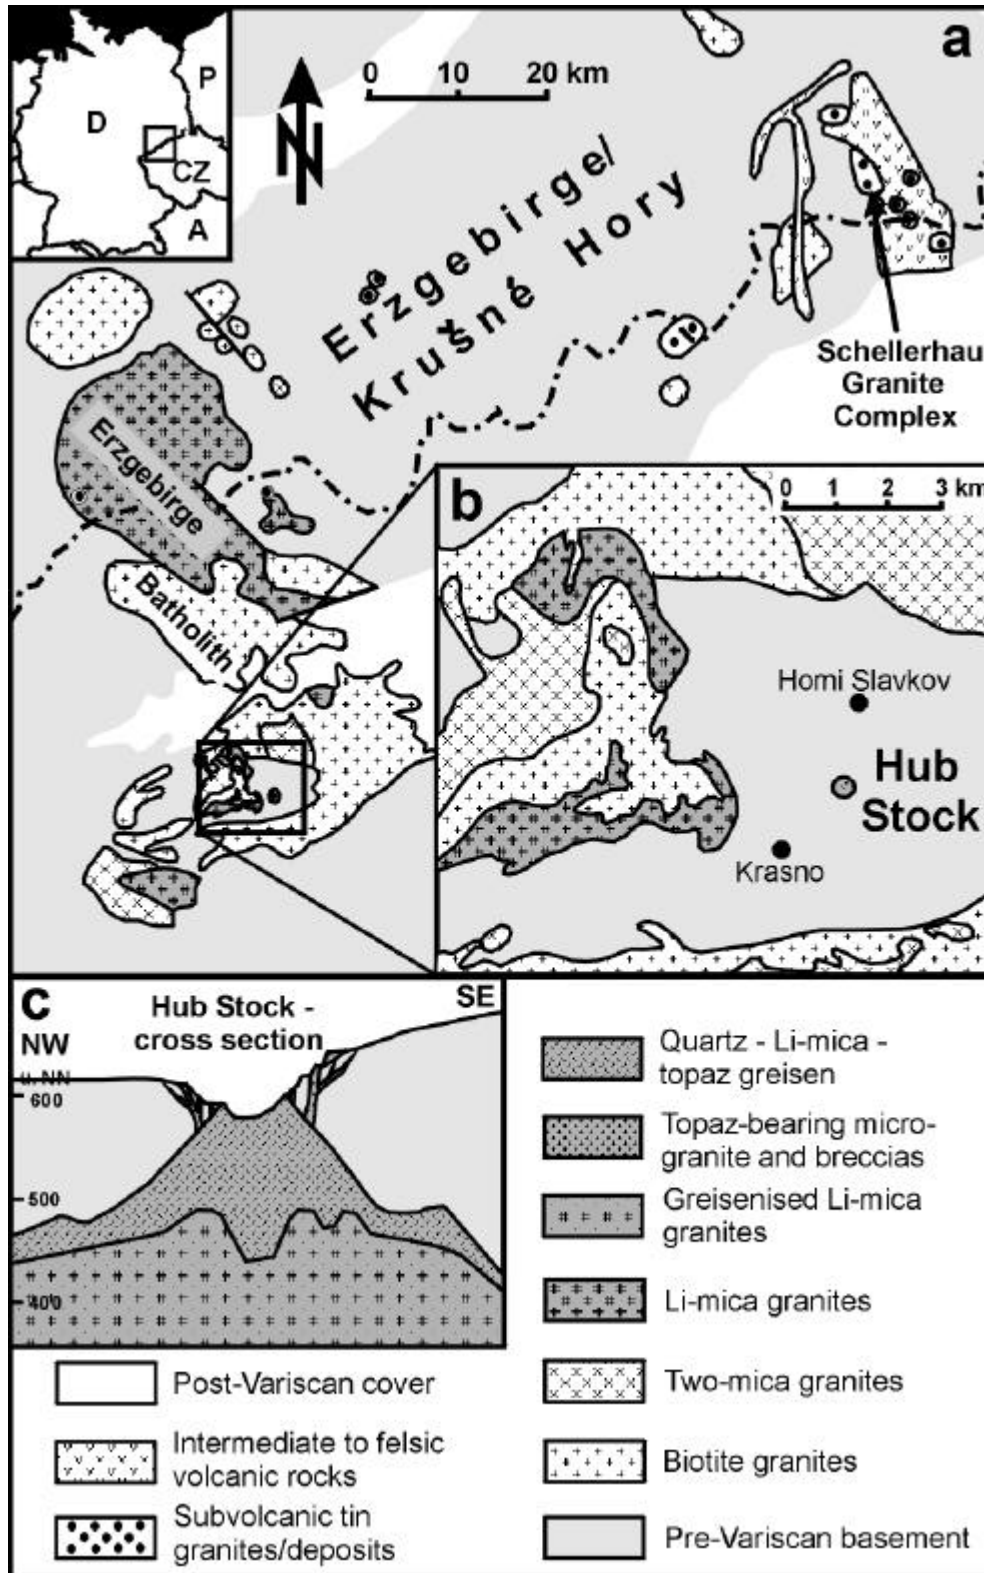 a
P
D
CZ
A
N
0 10 20 km
Erzgebirge/
Krušné Hory
Schellerhau
Granite
Complex
Erzgebirge
Batholith
b
0 1 2 3 km
Horni Slavkov
Hub
Stock
Krasno
c
Hub Stock -
cross section
SE
NW
u. NN
600
500
400
Quartz - Li-mica -
topaz greisen
Topaz-bearing micro-
granite and breccias
Greisenised Li-mica
granites
Li-mica granites
Two-mica granites
Biotite granites
Pre-Variscan basement
Post-Variscan cover
Intermediate to felsic
volcanic rocks
Subvolcanic tin
granites/deposits